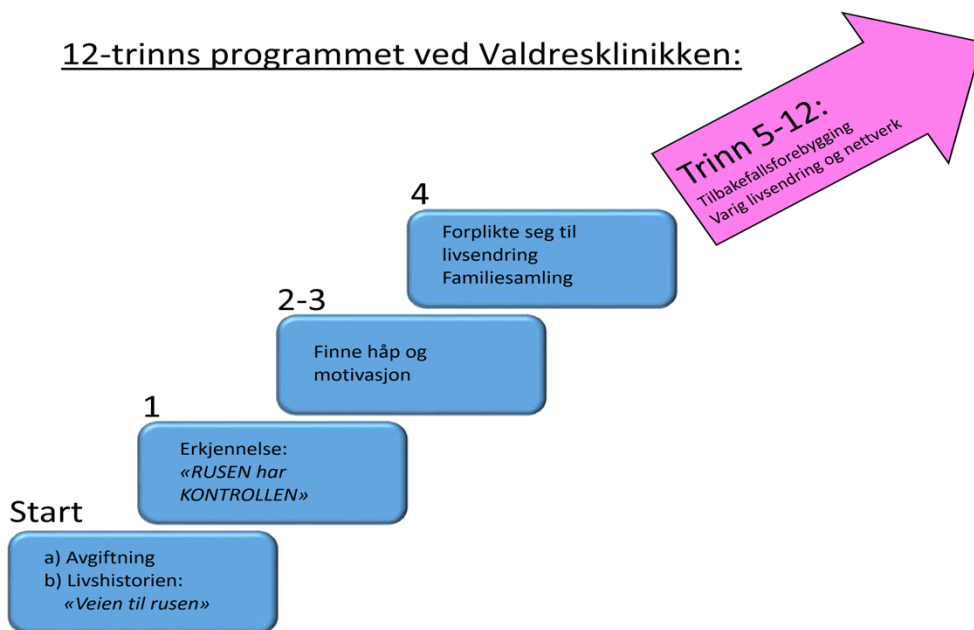 12-trinns programmet ved Valdresklinikken:
Trinn 5-12:
Tilbakefallsforebygging
Varig livsendring og nettverk
4
Forplikte seg til
livsendring
Familiesamling
2-3
Finne håp og
motivasjon
1
Erkjennelse:
«RUSEN har
KONTROLLEN»
Start
a) Avgiftning
b) Livshistorien:
«Veien til rusen»